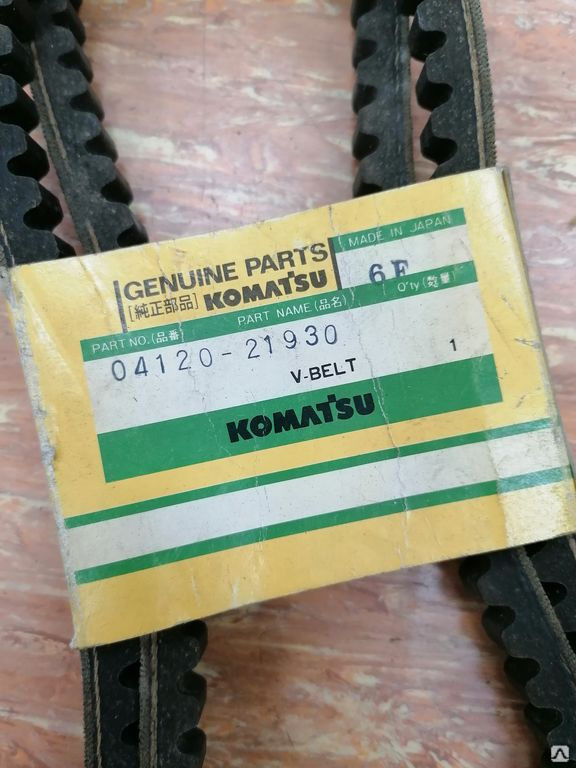 GENUINE PARTS
[純正部品] KOMATSU
MADE IN JAPAN
6F
PART NO.(品番) PART NAME(品名) Q'ty(数量)
04120-21930
V-BELT 1
KOMATSU